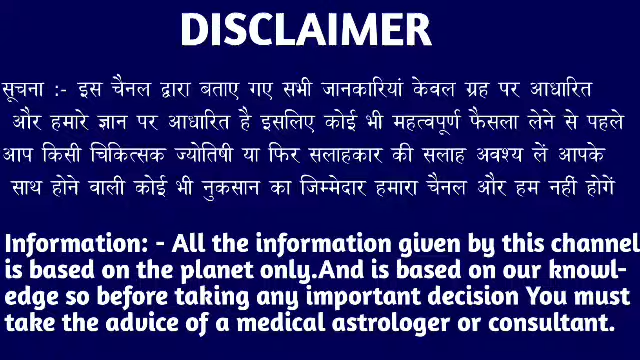 DISCLAIMER
सूचना :- इस चैनल द्वारा बताए गए सभी जानकारियां केवल ग्रह पर आधारित
और हमारे ज्ञान पर आधारित है इसलिए कोई भी महत्वपूर्ण फैसला लेने से पहले
आप किसी चिकित्सक ज्योतिषी या फिर सलाहकार की सलाह अवश्य लें आपके
साथ होने वाली कोई भी नुकसान का जिम्मेदार हमारा चैनल और हम नहीं होगें
Information: - All the information given by this channel
is based on the planet only.And is based on our knowl-
edge so before taking any important decision You must
take the advice of a medical astrologer or consultant.